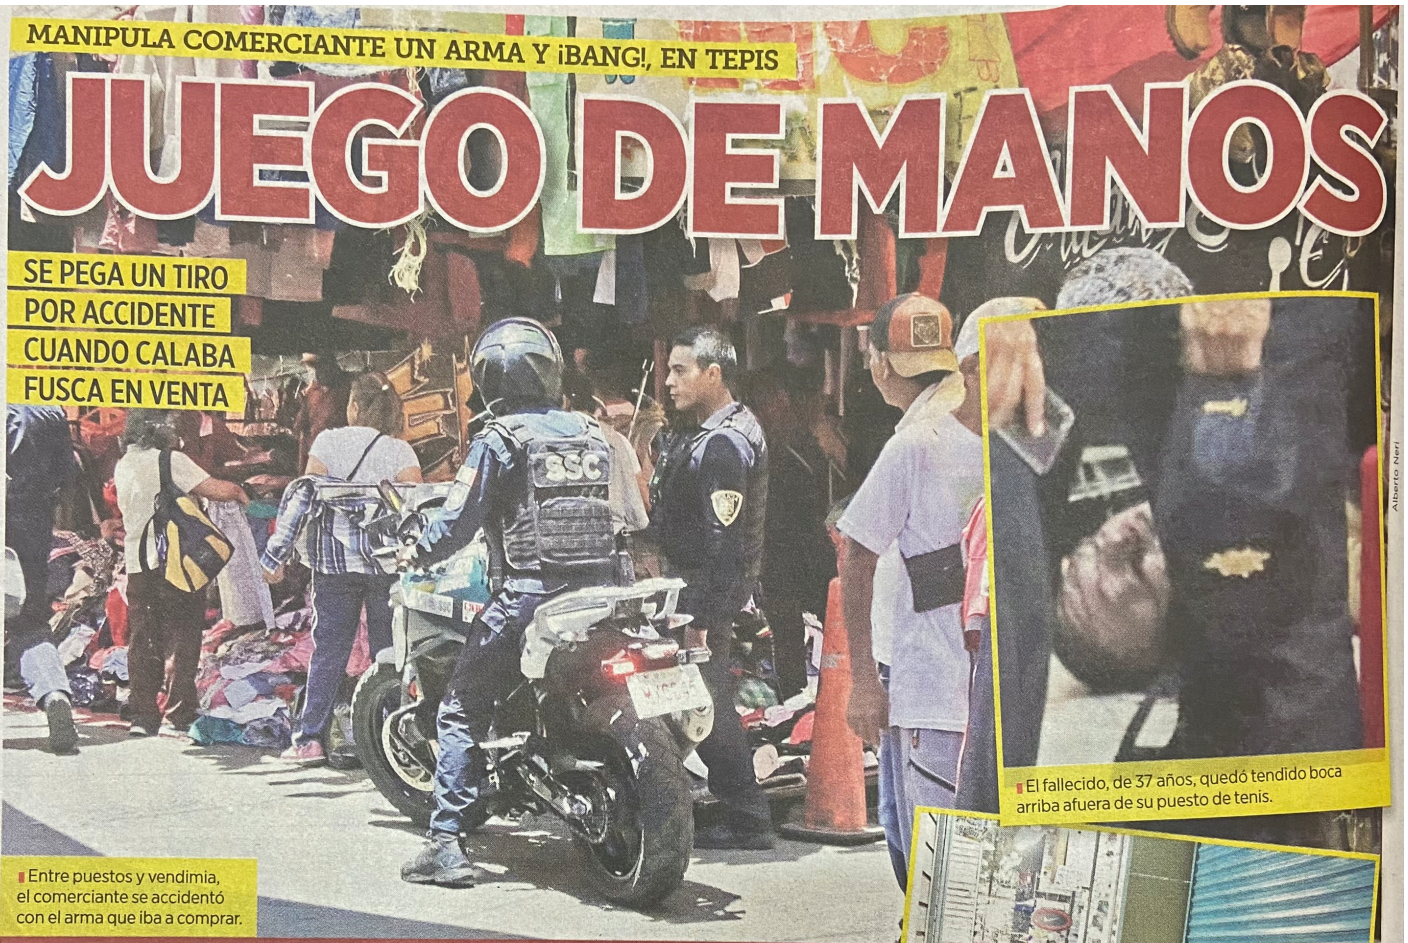 MANIPULA COMERCIANTE UN ARMA Y ¡BANG!, EN TEPIS
JUEGO DE MANOS
SE PEGA UN TIRO
POR ACCIDENTE
CUANDO CALABA
FUSCA EN VENTA
SSC
Alberto Neri
El fallecido, de 37 años, quedó tendido boca
arriba afuera de su puesto de tenis.
Entre puestos y vendimia,
el comerciante se accidentó
con el arma que iba a comprar.